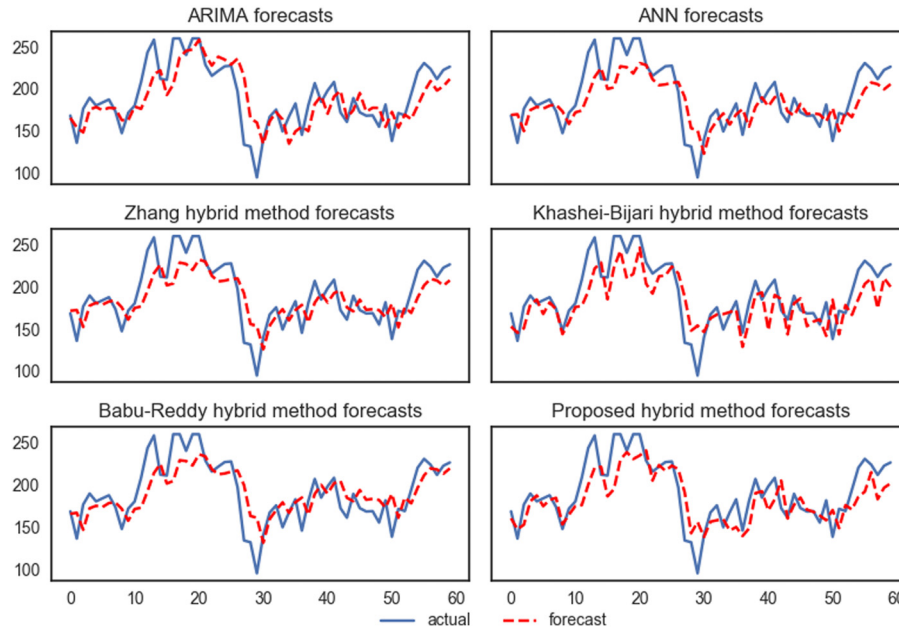 ARIMA forecasts
ANN forecasts
250
200
150
100
Zhang hybrid method forecasts
Khashei-Bijari hybrid method forecasts
250
200
150
100
Babu-Reddy hybrid method forecasts
Proposed hybrid method forecasts
250
200
150
100
0 10 20 30 40 50 60
0 10 20 30 40 50 60
actual forecast